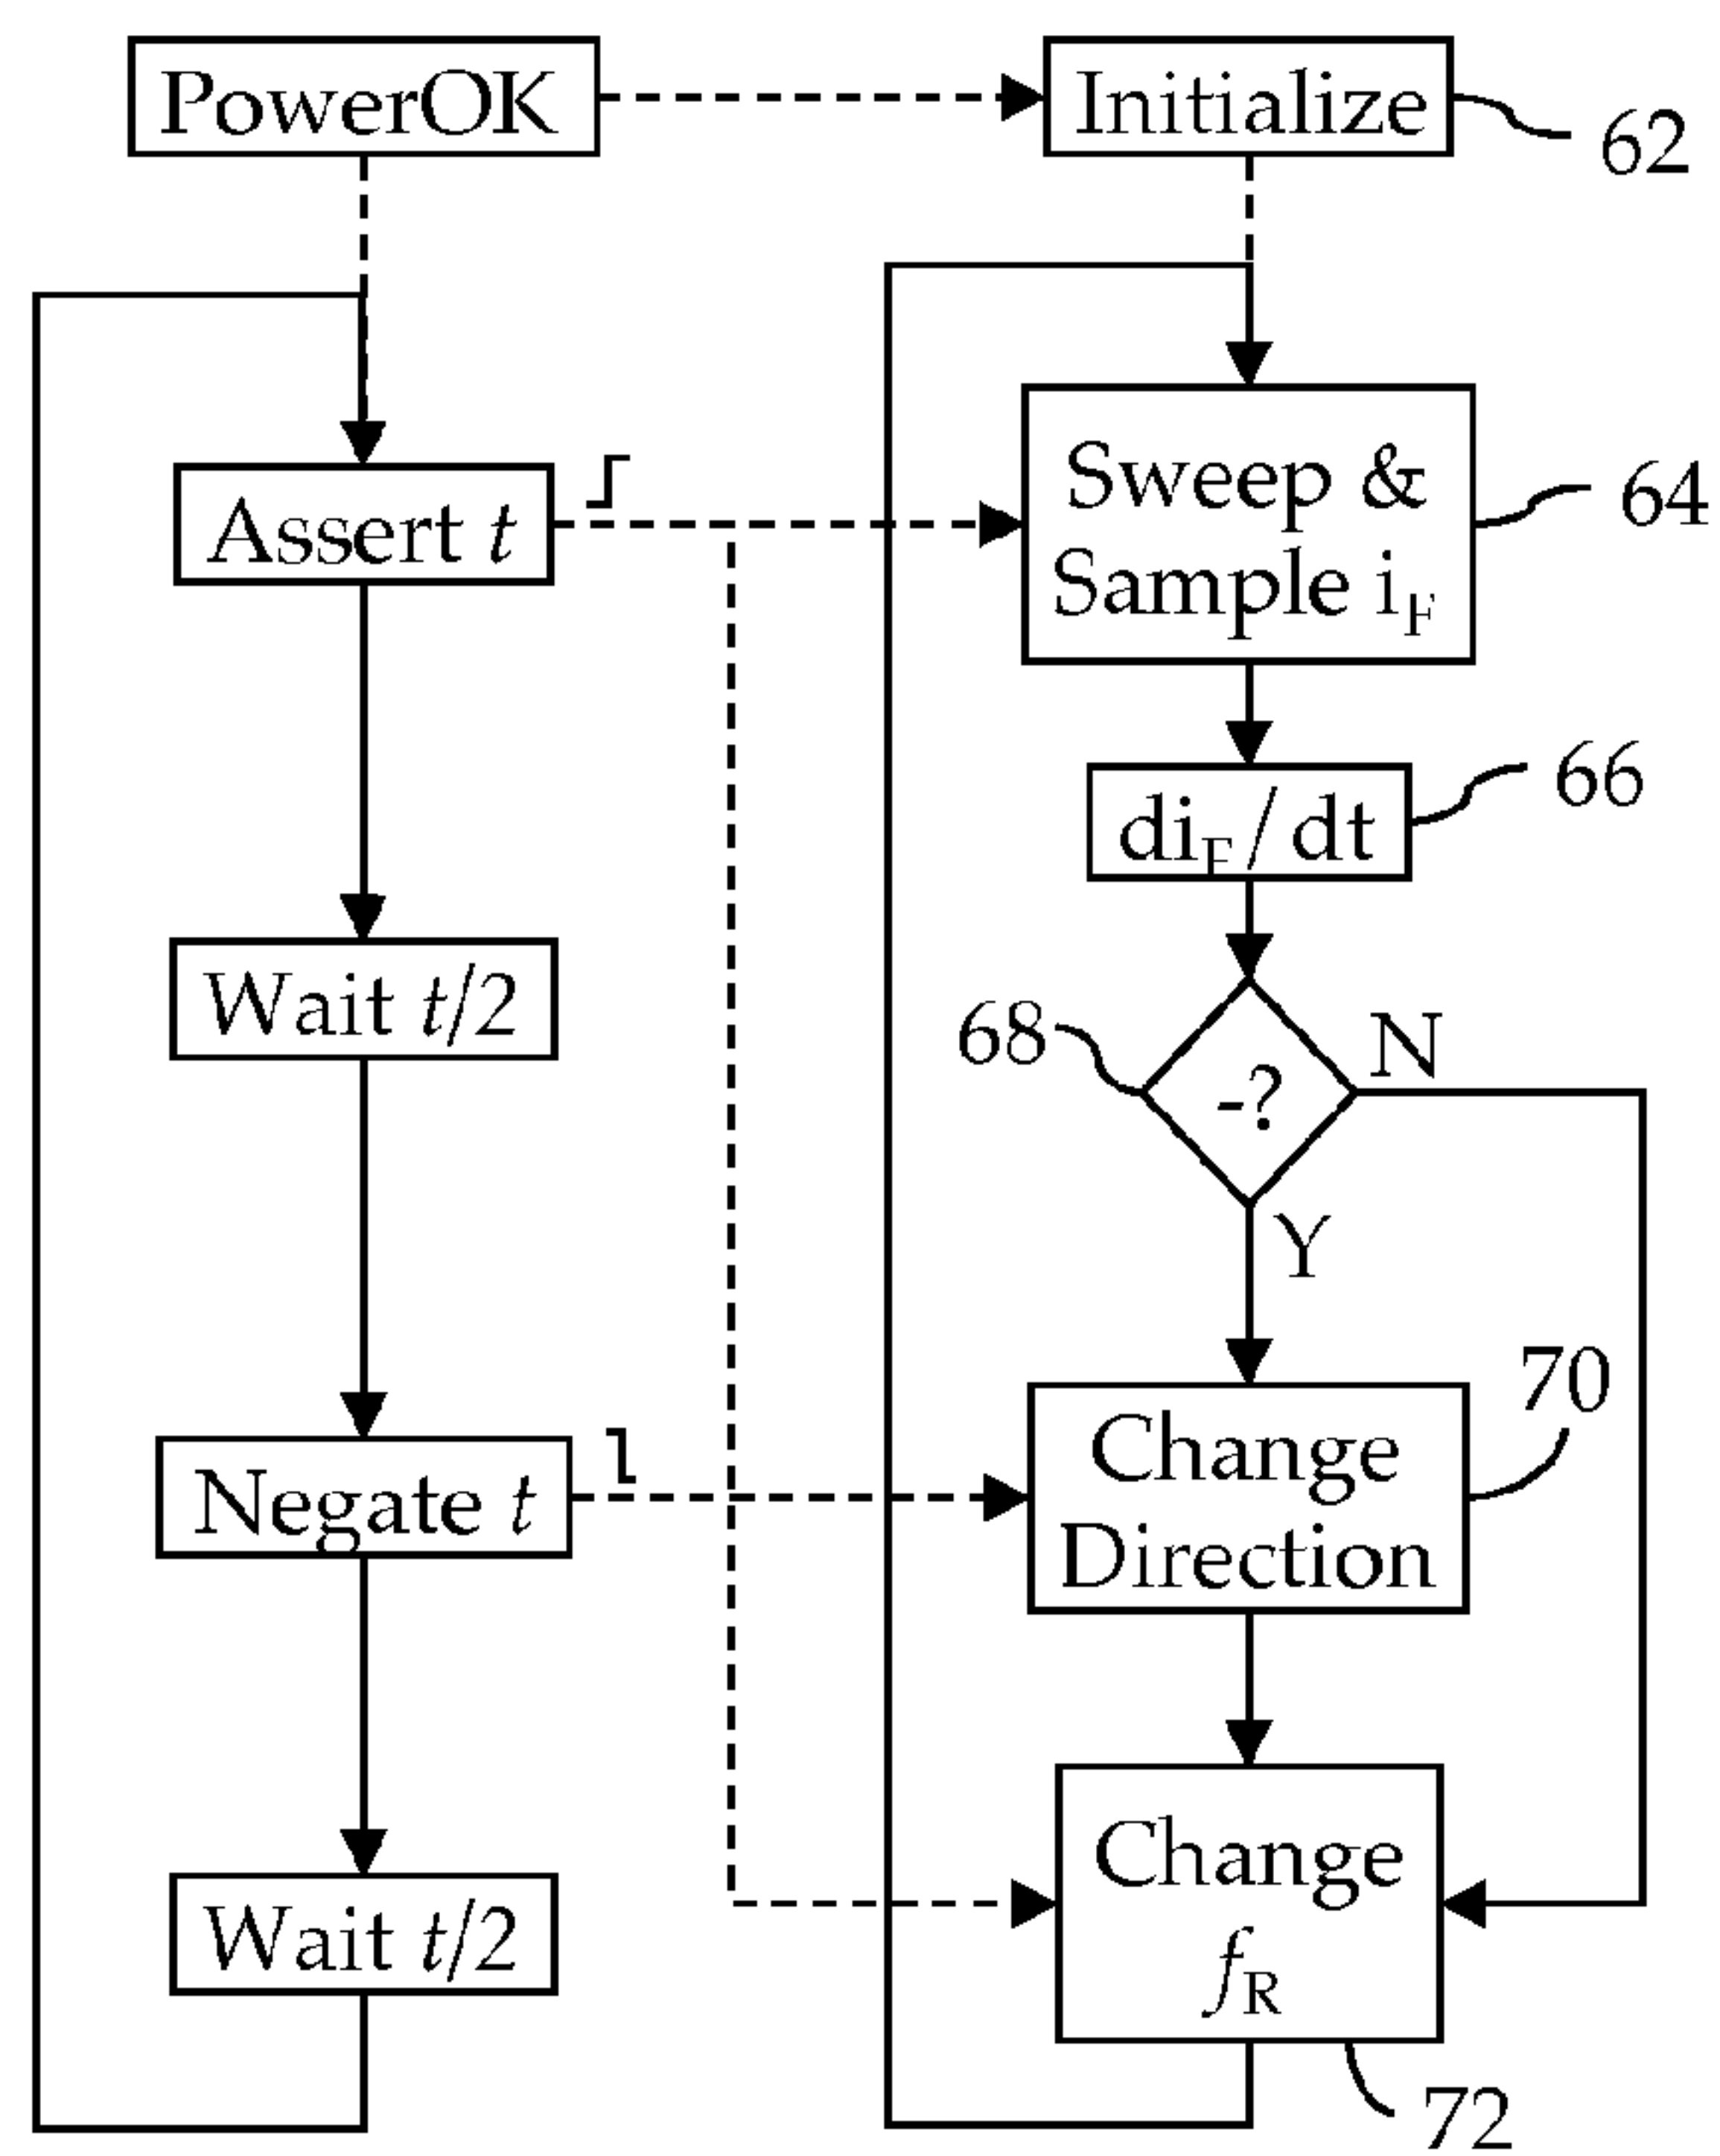 PowerOK
Initialize
62
Assert t
Sweep &
Sample iF
64
diF/dt
66
Wait t/2
68
-?
N
Y
Negate t
Change
Direction
70
Wait t/2
Change
fR
72